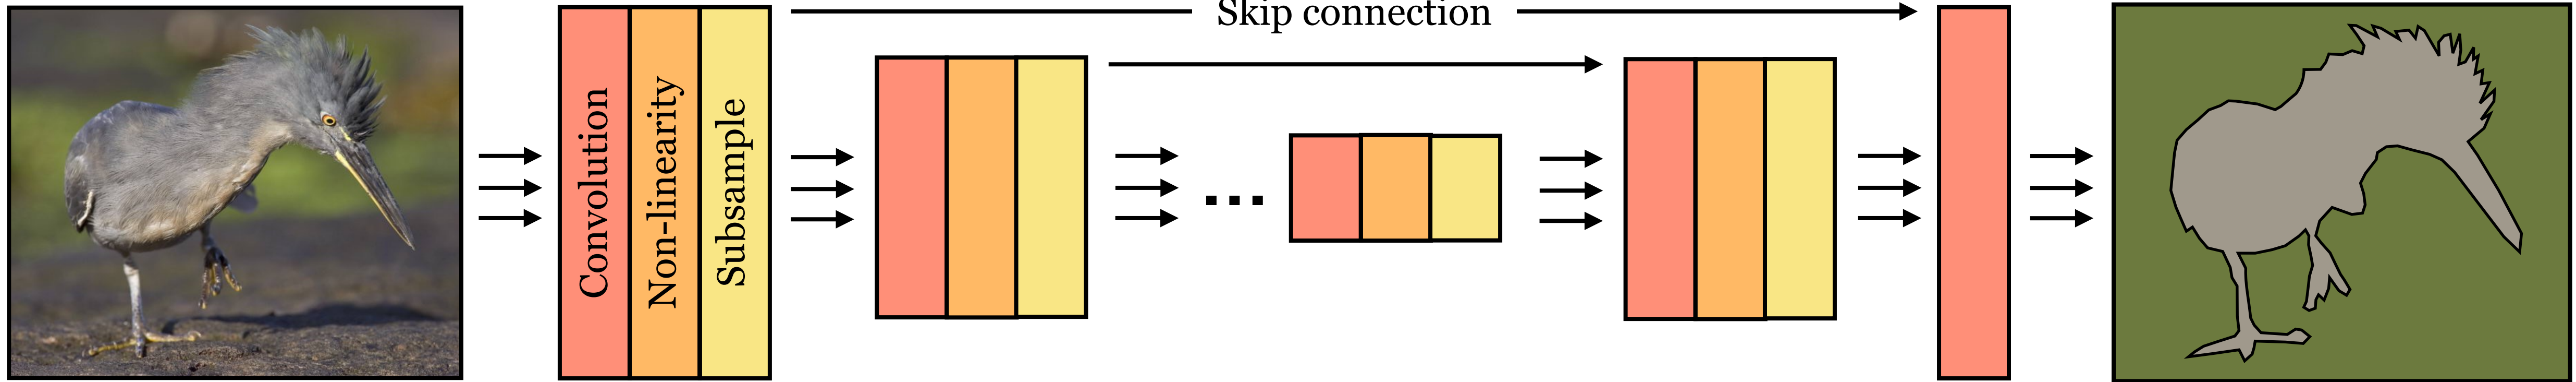 Skip connection
Convolution
Non-linearity
Subsample
...